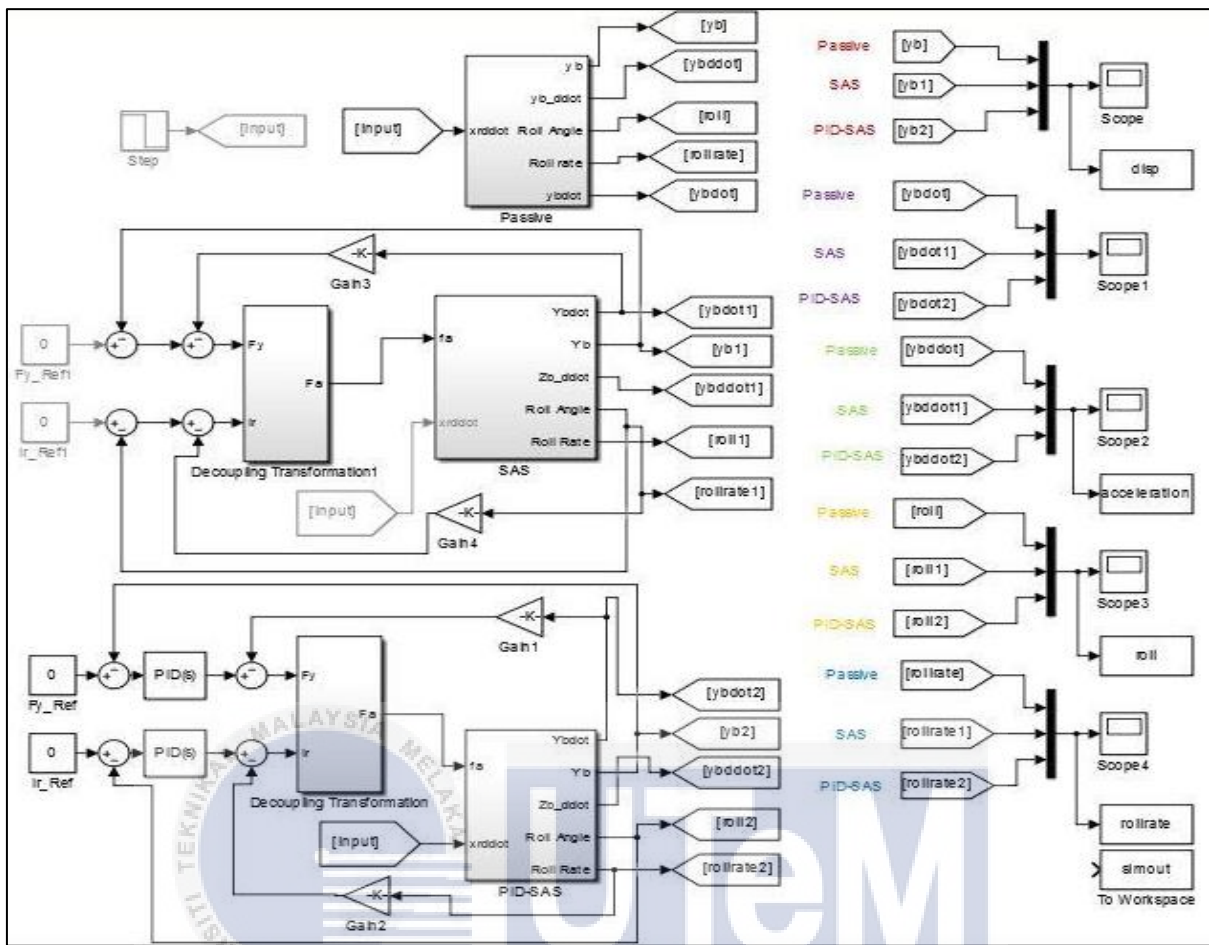 [yb]
yb
[ybddot]
yb_ddot
[input]
[input]
xrddot
Roll Angle
[roll]
Roll rate
[rollrate]
ybdot
[ybdot]
Step
Passive
-K-
Gain3
Ybdot
[ybdot1]
0
Fy
fa
Yb
[yb1]
Fy_Ref1
Fa
Zb_ddot
[ybddot1]
0
Ir
xrddot
Roll Angle
Roll Rate
[roll1]
Ir_Ref1
Decoupling Transformation1
SAS
[input]
-K-
Gain4
[rollrate1]
-K-
Gain1
0
PID(s)
Fy
[ybdot2]
Fy_Ref
Fa
Ybdot
[yb2]
0
PID(s)
Ir
fa
Yb
[ybddot2]
Ir_Ref
Decoupling Transformation
Zb_ddot
[input]
xrddot
Roll Angle
[roll2]
Roll Rate
[rollrate2]
PID-SAS
-K-
Gain2
Passive
[yb]
SAS
[yb1]
PID-SAS
[yb2]
Scope
disp
Passive
[ybdot]
SAS
[ybdot1]
PID-SAS
[ybdot2]
Scope1
Passive
[ybddot]
SAS
[ybddot1]
PID-SAS
[ybddot2]
Scope2
acceleration
Passive
[roll]
SAS
[roll1]
PID-SAS
[roll2]
Scope3
roll
Passive
[rollrate]
SAS
[rollrate1]
PID-SAS
[rollrate2]
Scope4
rollrate
simout
To Workspace
UTeM
SITI TEKNIKAL MALAYSIA MELAKA